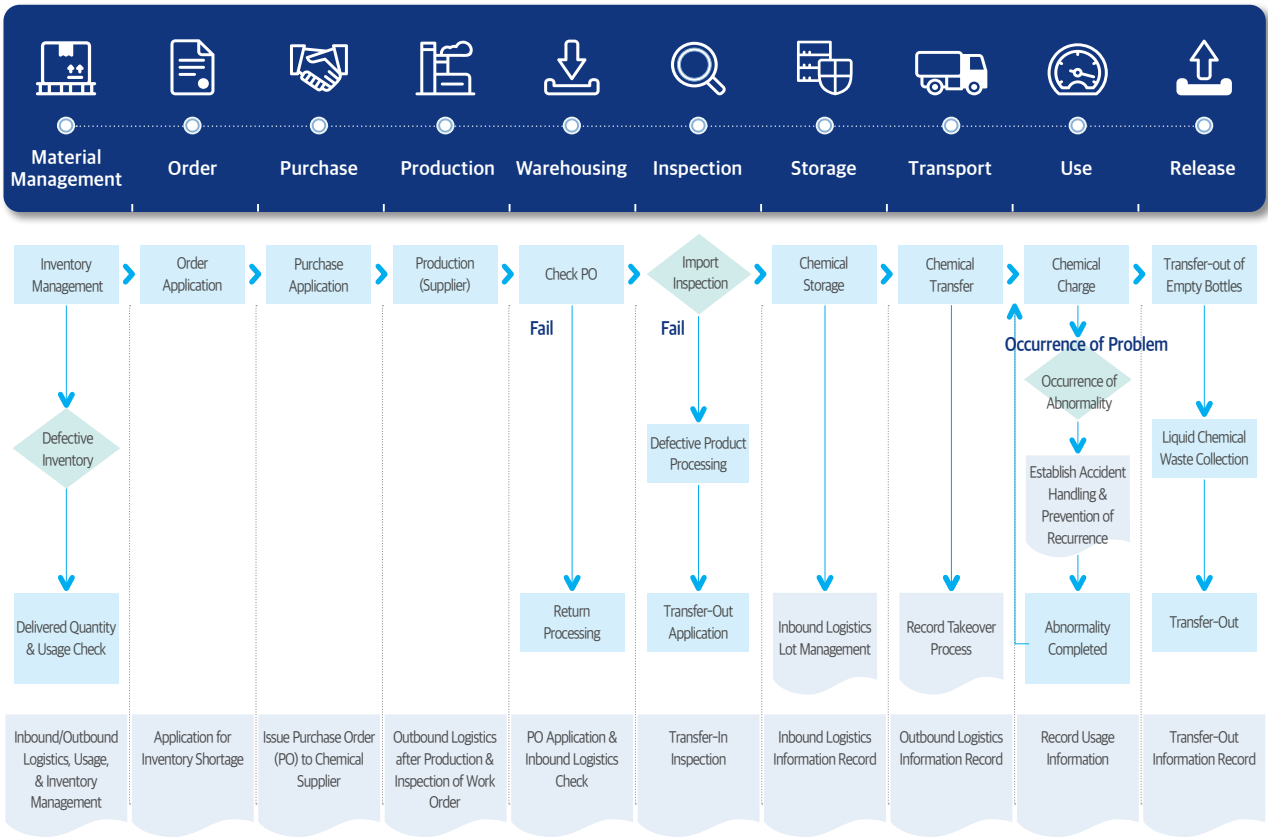 Material
Management
Order
Purchase
Production
Warehousing
Inspection
Storage
Transport
Use
Release
Inventory
Management
Order
Application
Purchase
Application
Production
(Supplier)
Check PO
Import
Inspection
Chemical
Storage
Chemical
Transfer
Chemical
Charge
Transfer-out of
Empty Bottles
Fail
Fail
Occurrence of Problem
Occurrence of
Abnormality
Defective
Inventory
Defective Product
Processing
Liquid Chemical
Waste Collection
Establish Accident
Handling &
Prevention of
Recurrence
Delivered Quantity
& Usage Check
Return
Processing
Transfer-Out
Application
Inbound Logistics
Lot Management
Record Takeover
Process
Abnormality
Completed
Transfer-Out
Inbound/Outbound
Logistics, Usage,
& Inventory
Management
Application for
Inventory Shortage
Issue Purchase Order
(PO) to Chemical
Supplier
Outbound Logistics
after Production &
Inspection of Work
Order
PO Application &
Inbound Logistics
Check
Transfer-In
Inspection
Inbound Logistics
Information Record
Outbound Logistics
Information Record
Record Usage
Information
Transfer-Out
Information Record